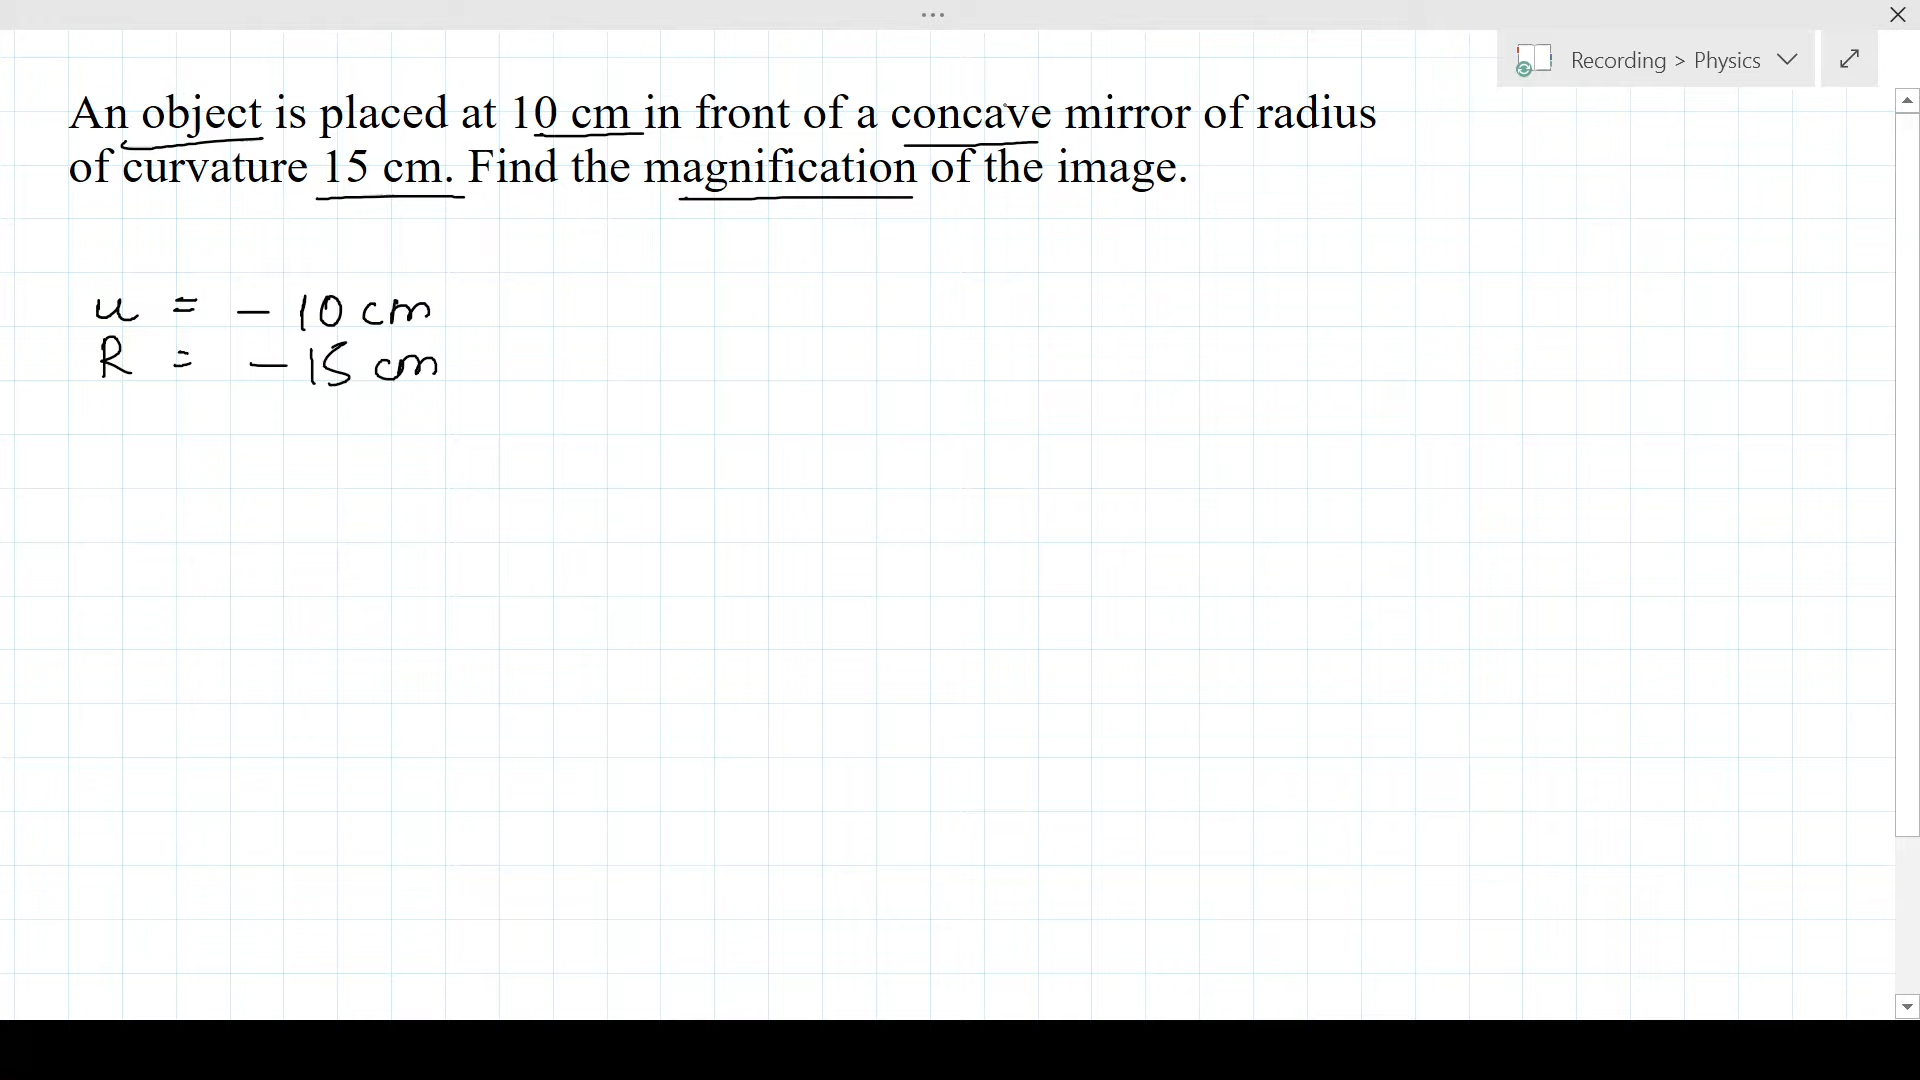 Recording > Physics
An object is placed at 10 cm in front of a concave mirror of radius
of curvature 15 cm. Find the magnification of the image.
u = - 10 cm
R = - 15 cm